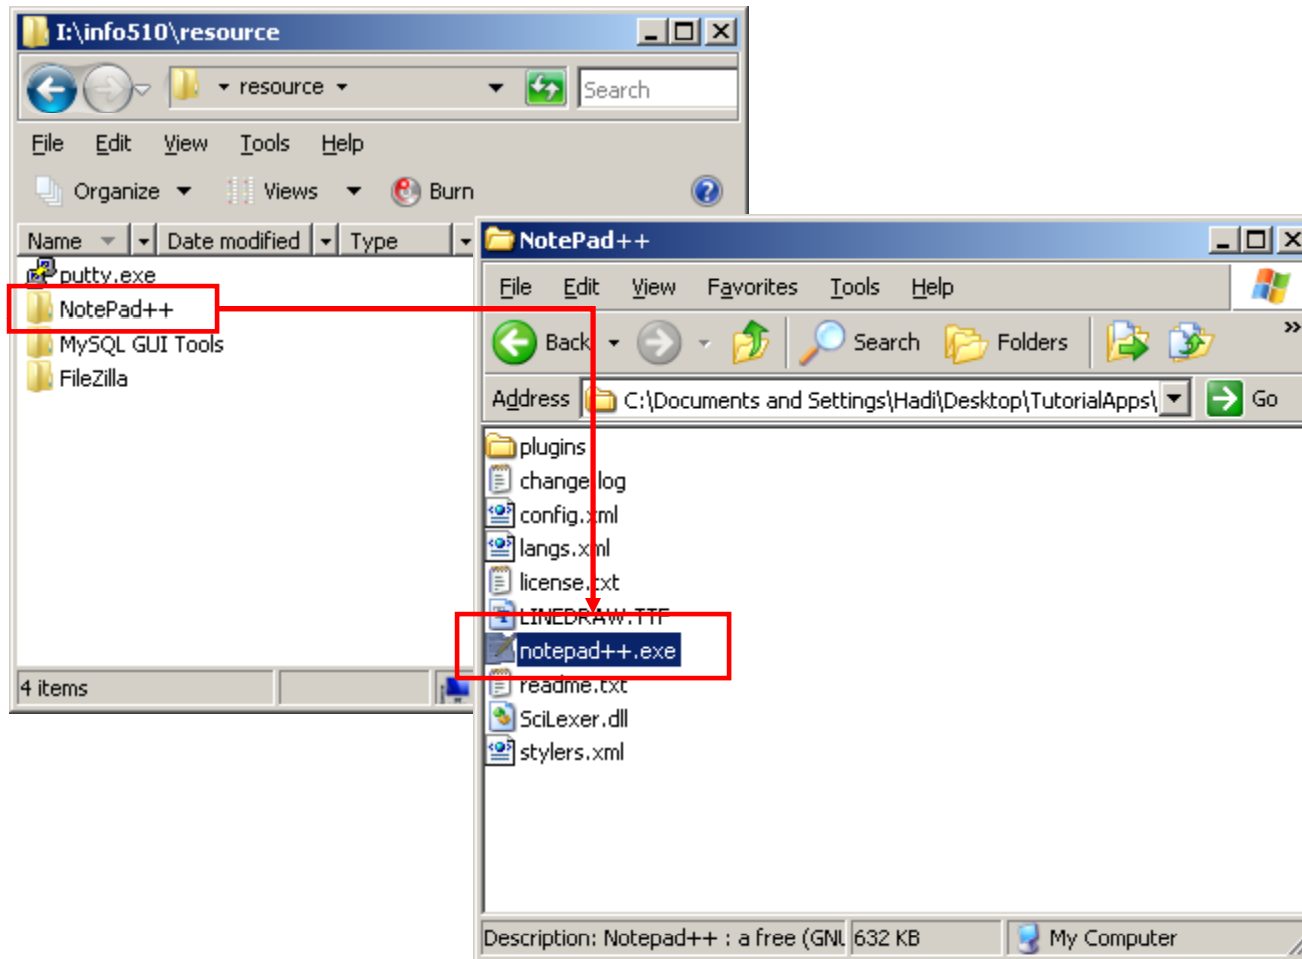 I:\info510\resource
resource
Search
File Edit View Tools Help
Organize Views Burn
Name Date modified Type
putty.exe
NotePad++
MySQL GUI Tools
FileZilla
4 items
NotePad++
File Edit View Favorites Tools Help
Back Search Folders »
Address C:\Documents and Settings\Hadi\Desktop\TutorialApps\ Go
plugins
change.log
config.xml
langs.xml
license.txt
LINEDRAW.TTF
notepad++.exe
readme.txt
SciLexer.dll
stylers.xml
Description: Notepad++ : a free (GNU 632 KB My Computer